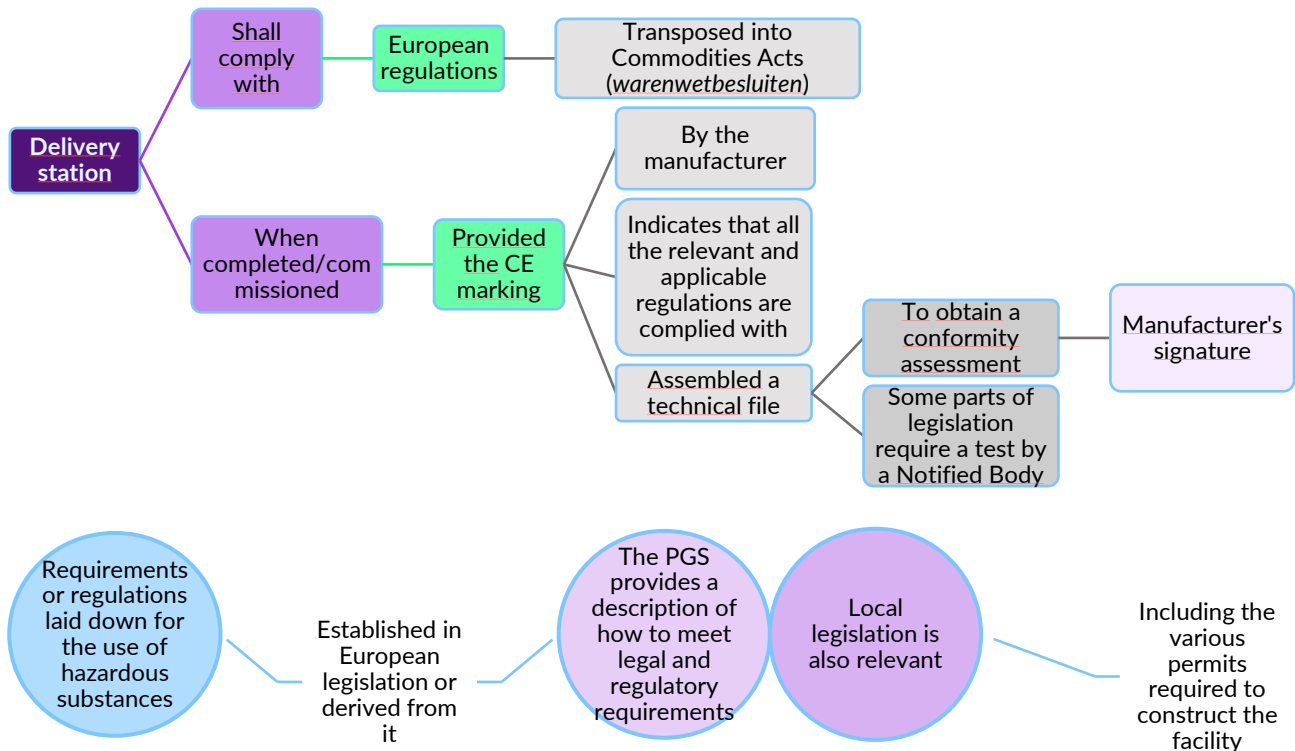 Shall
comply
with
European
regulations
Transposed into
Commodities Acts
(warenwetbesluiten)
Delivery
station
When
completed/com
missioned
Provided
the CE
marking
By the
manufacturer
Indicates that all
the relevant and
applicable
regulations are
complied with
Assembled a
technical file
To obtain a
conformity
assessment
Manufacturer's
signature
Some parts of
legislation
require a test by
a Notified Body
Requirements
or regulations
laid down for
the use of
hazardous
substances
Established in
European
legislation or
derived from
it
The PGS
provides a
description of
how to meet
legal and
regulatory
requirements
Local
legislation is
also relevant
Including the
various
permits
required to
construct the
facility